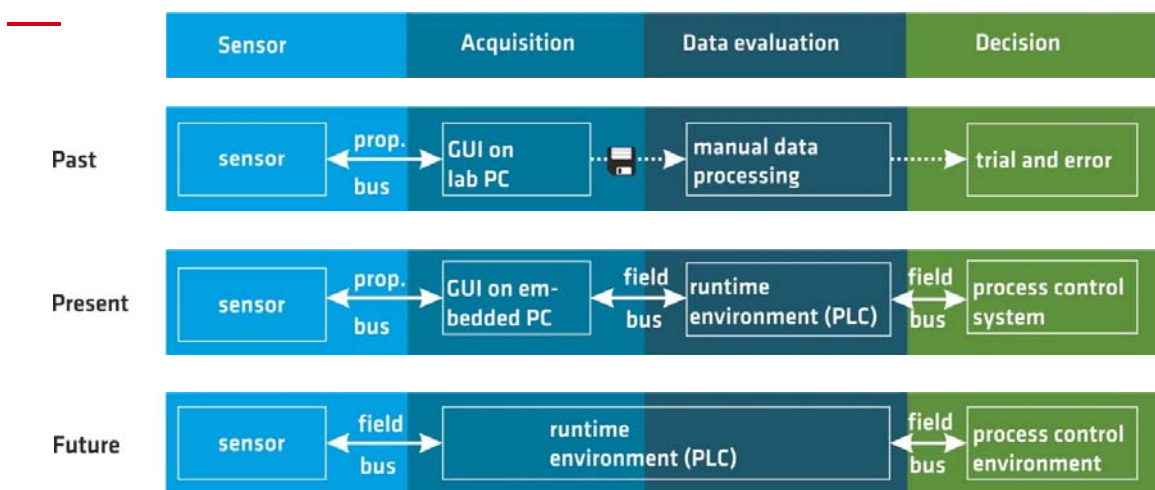 Sensor Acquisition Data evaluation Decision
Past
sensor
prop.
bus
GUI on
lab PC
manual data
processing
trial and error
Present
sensor
prop.
bus
GUI on em-
bedded PC
field
bus
runtime
environment (PLC)
field
bus
process control
system
Future
sensor
field
bus
runtime
environment (PLC)
field
bus
process control
environment